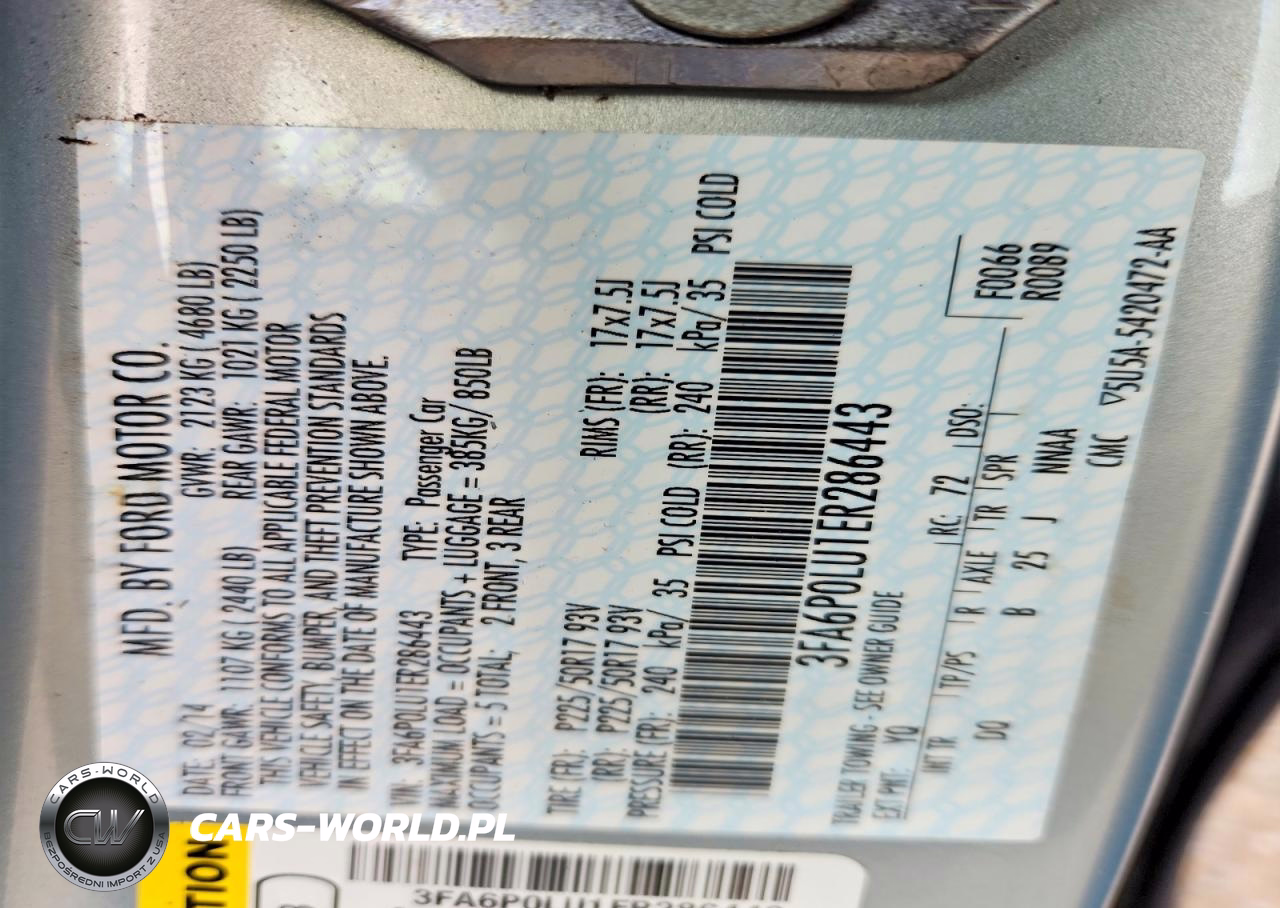 MFD. BY FORD MOTOR CO.
DATE: 02/14 GVWR: 2123 KG ( 4680 LB)
FRONT GAWR: 1107 KG ( 2440 LB) REAR GAWR: 1021 KG ( 2250 LB)
THIS VEHICLE CONFORMS TO ALL APPLICABLE FEDERAL MOTOR
VEHICLE SAFETY, BUMPER, AND THEFT PREVENTION STANDARDS
IN EFFECT ON THE DATE OF MANUFACTURE SHOWN ABOVE.
VIN: 3FA6P0LU1ER286443 TYPE: Passenger Car
MAXIMUM LOAD = OCCUPANTS + LUGGAGE = 385KG/ 850LB
OCCUPANTS = 5 TOTAL; 2 FRONT, 3 REAR
TIRE (FR): P225/50R17 93V RIMS (FR): 17x7.5J
(RR): P225/50R17 93V (RR): 17x7.5J
PRESSURE (FR): 240 kPa/ 35 PSI COLD (RR): 240 kPa/ 35 PSI COLD
3FA6P0LU1ER286443
TRAILER TOWING - SEE OWNER GUIDE
EXT PNT: YQ RC: 72 DSO: F0066
R0089
INT TR TP/PS R AXLE TR SPR
DQ B 25 J NNAA
CMC ▽5U5A-5420472-AA
CARS-WORLD
CW
BEZPOŚREDNI IMPORT Z USA
CARS-WORLD.PL
TION